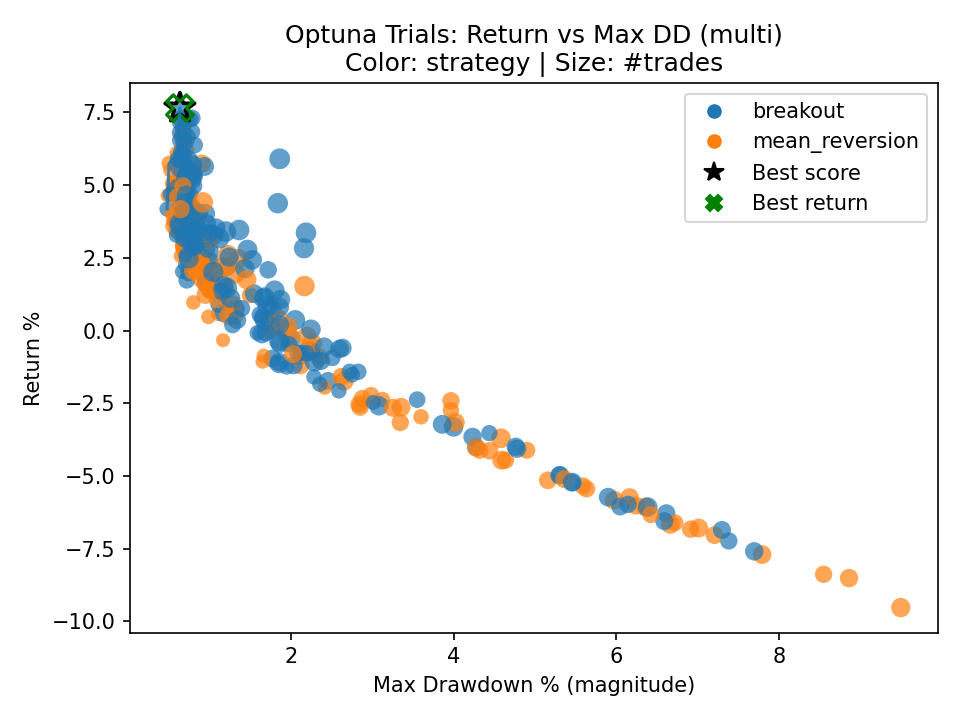 Optuna Trials: Return vs Max DD (multi)
Color: strategy | Size: #trades
breakout
mean_reversion
Best score
Best return
Return %
7.5
5.0
2.5
0.0
−2.5
−5.0
−7.5
−10.0
2 4 6 8
Max Drawdown % (magnitude)